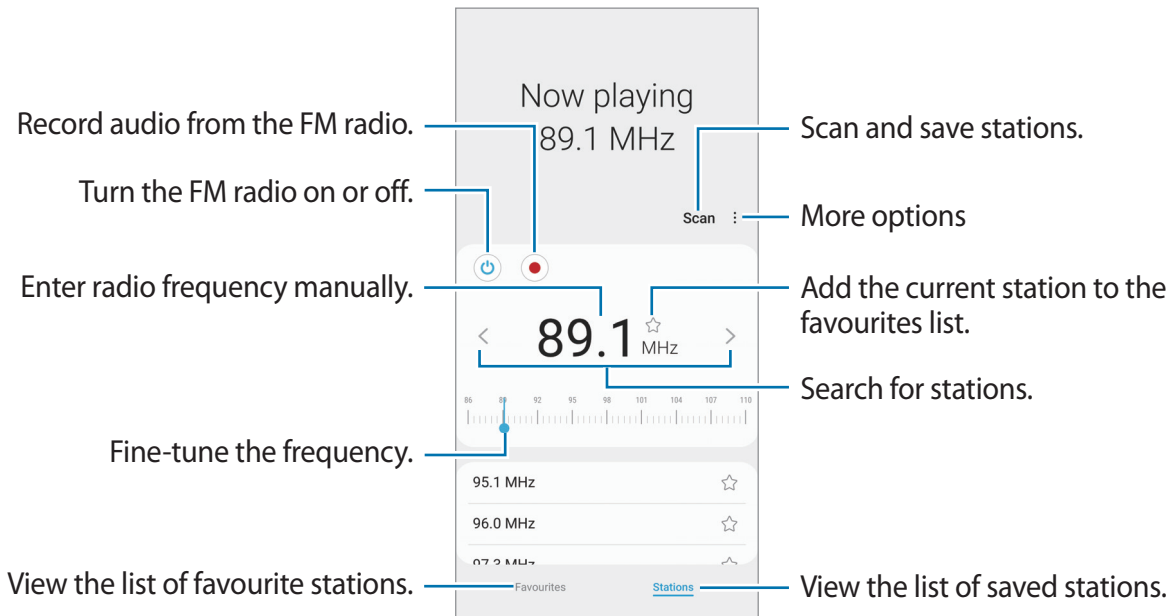 Now playing
89.1 MHz
Record audio from the FM radio.
Scan and save stations.
Turn the FM radio on or off.
Scan
More options
Enter radio frequency manually.
Add the current station to the
favourites list.
89.1 MHz
Search for stations.
86 89 92 95 98 101 104 107 110
Fine-tune the frequency.
95.1 MHz
96.0 MHz
97.3 MHz
View the list of favourite stations.
Favourites
Stations
View the list of saved stations.